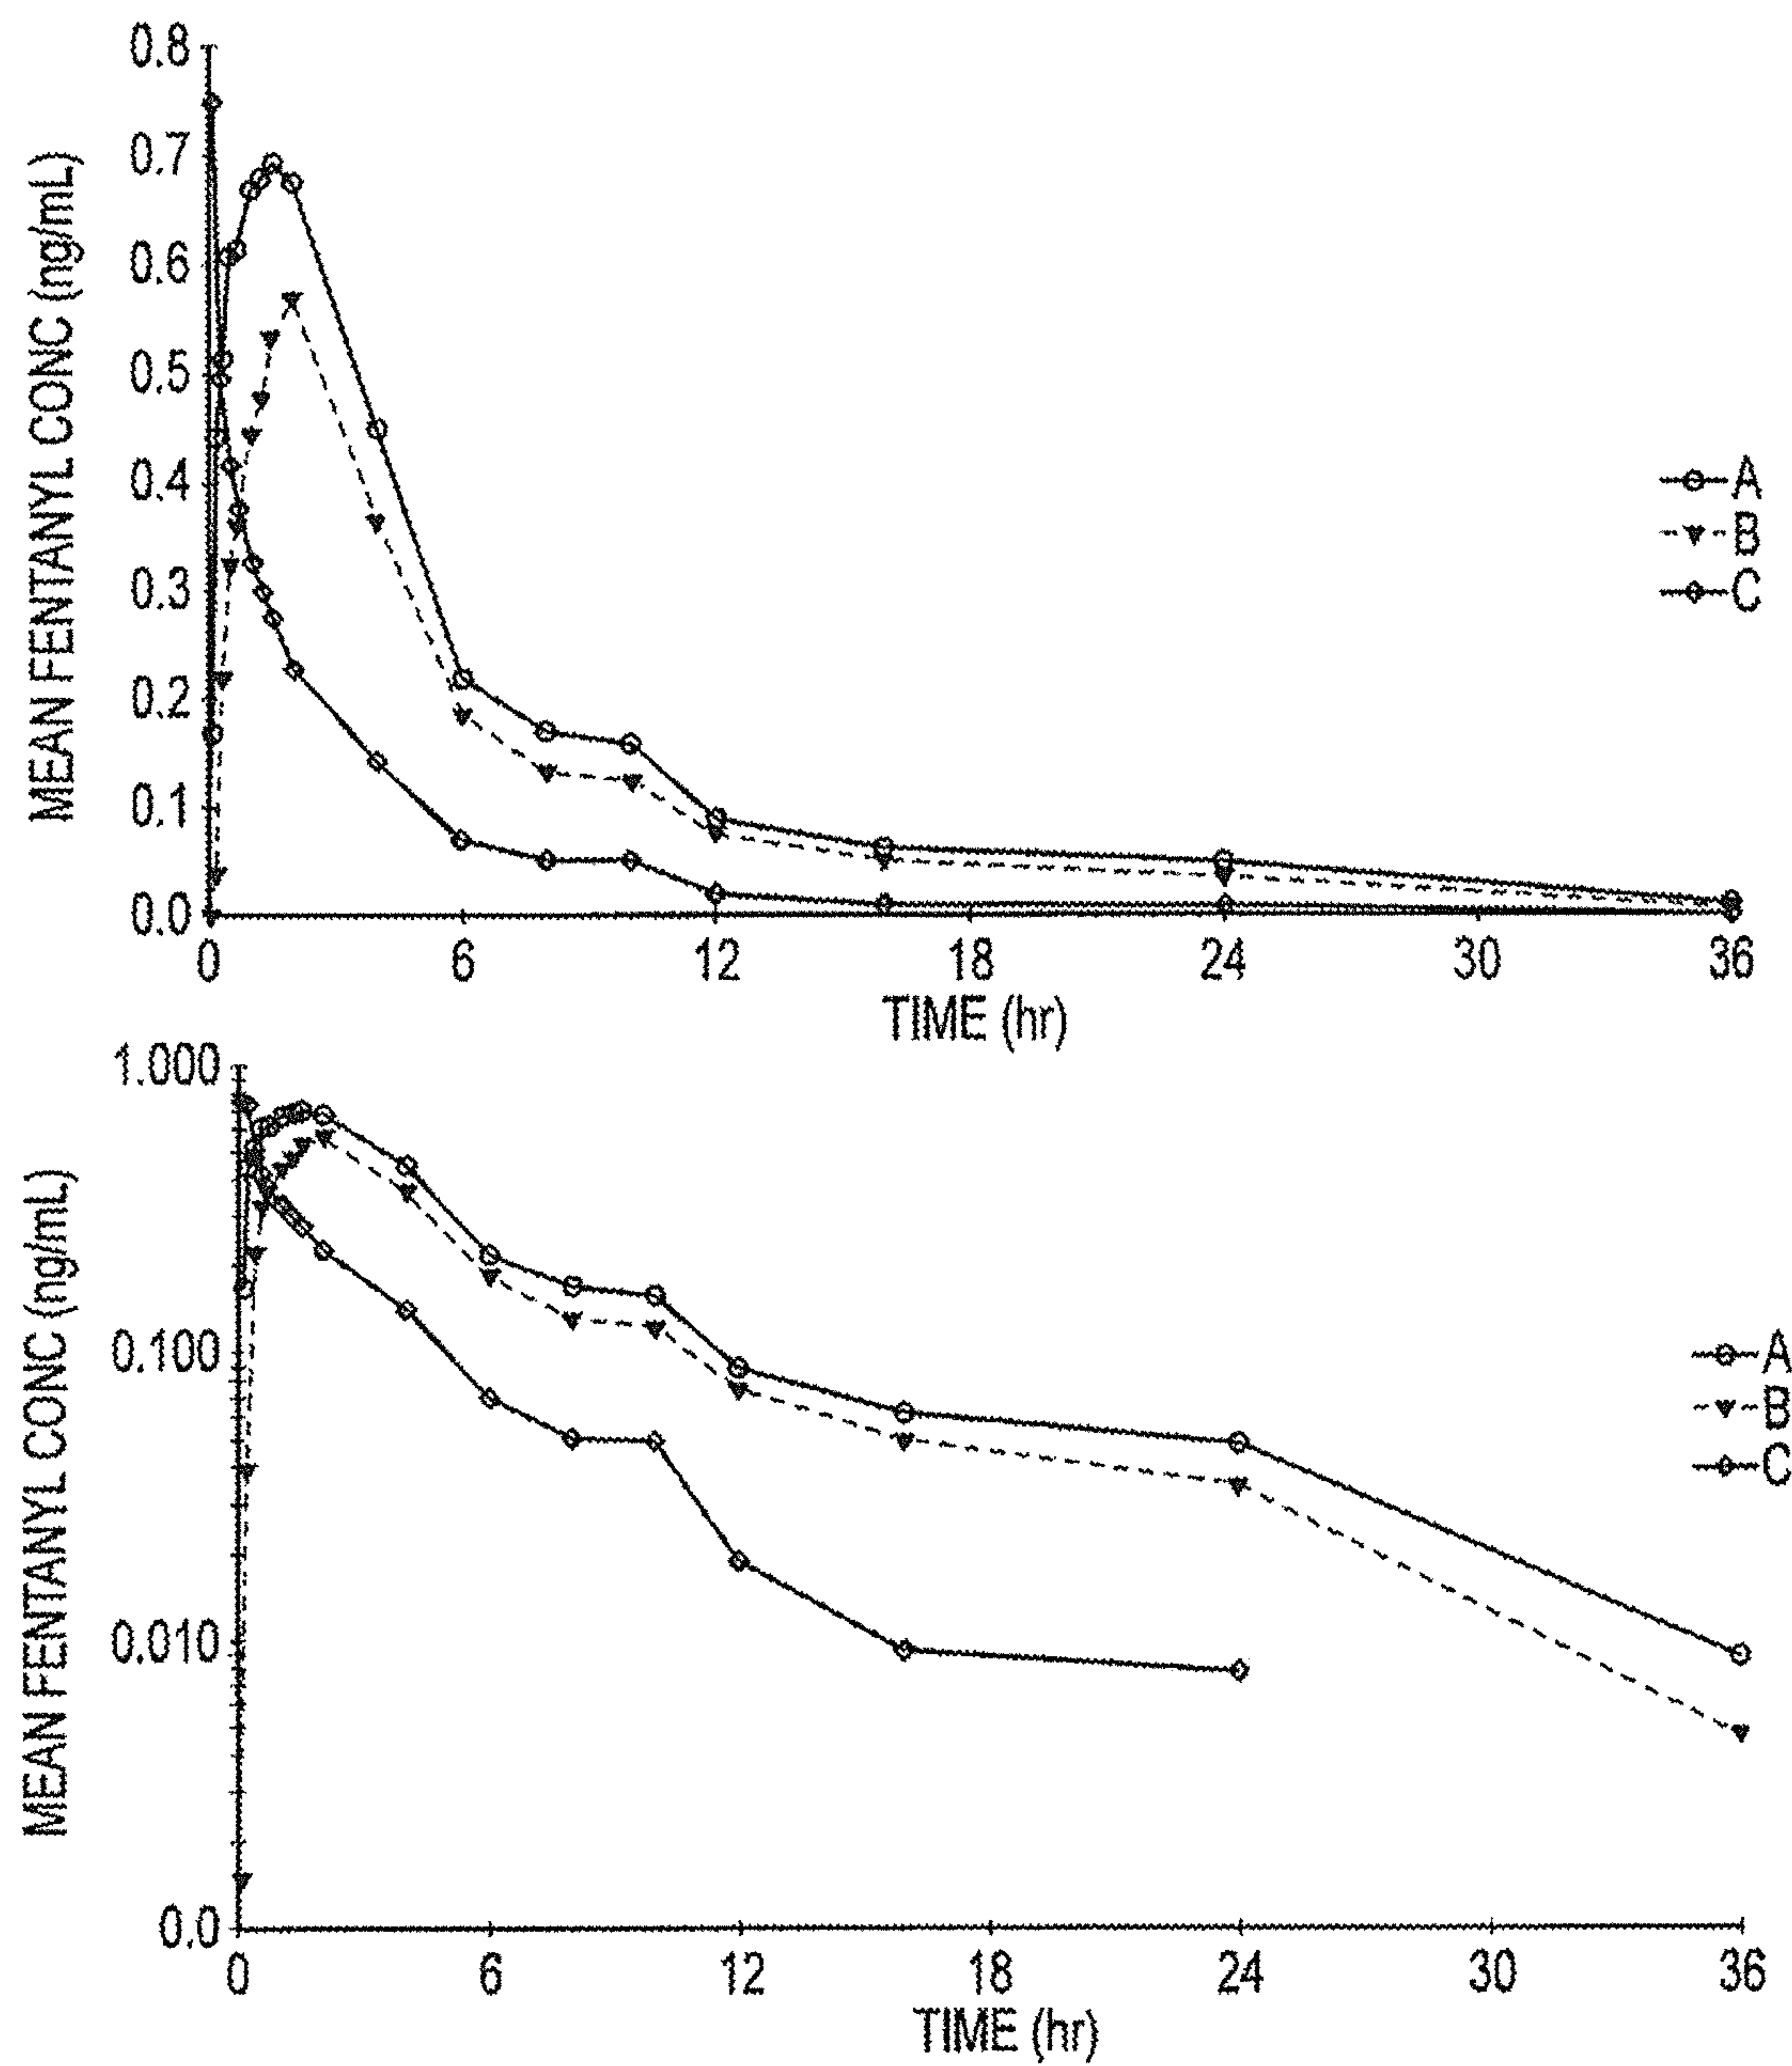 MEAN FENTANYL CONC (ng/mL)
0.8
0.7
0.6
0.5
0.4
0.3
0.2
0.1
0.0
0 6 12 18 24 30 36
TIME (hr)
A
B
C
MEAN FENTANYL CONC (ng/mL)
1.000
0.100
0.010
0.0
0 6 12 18 24 30 36
TIME (hr)
A
B
C